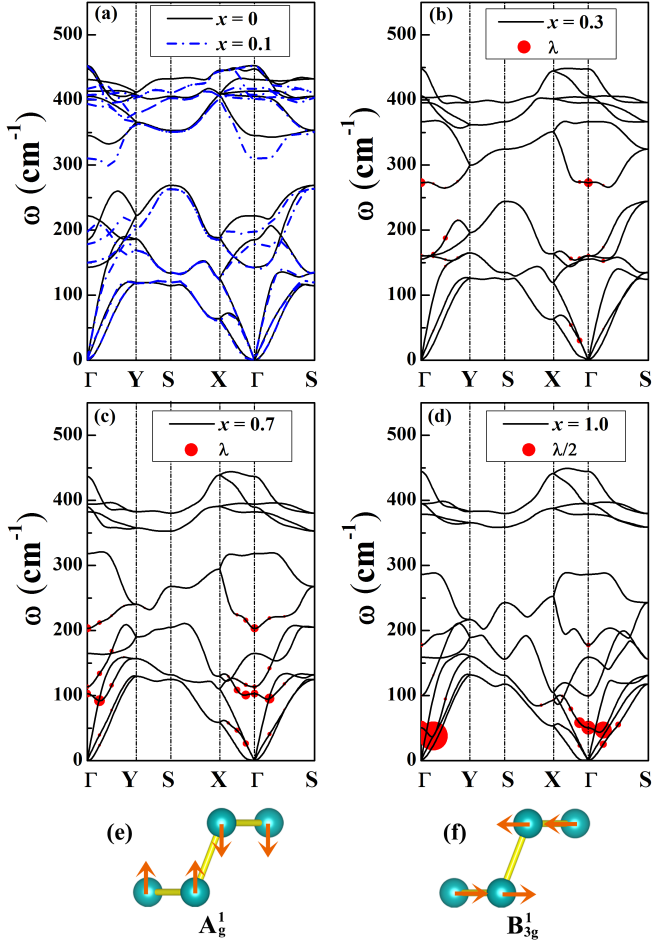 (a)
x = 0
x = 0.1
ω (cm⁻¹)
500
400
300
200
100
0
Γ Y S X Γ S
(b)
x = 0.3
λ
ω (cm⁻¹)
500
400
300
200
100
0
Γ Y S X Γ S
(c)
x = 0.7
λ
ω (cm⁻¹)
500
400
300
200
100
0
Γ Y S X Γ S
(d)
x = 1.0
λ/2
ω (cm⁻¹)
500
400
300
200
100
0
Γ Y S X Γ S
(e)
A¹g
(f)
B¹3g